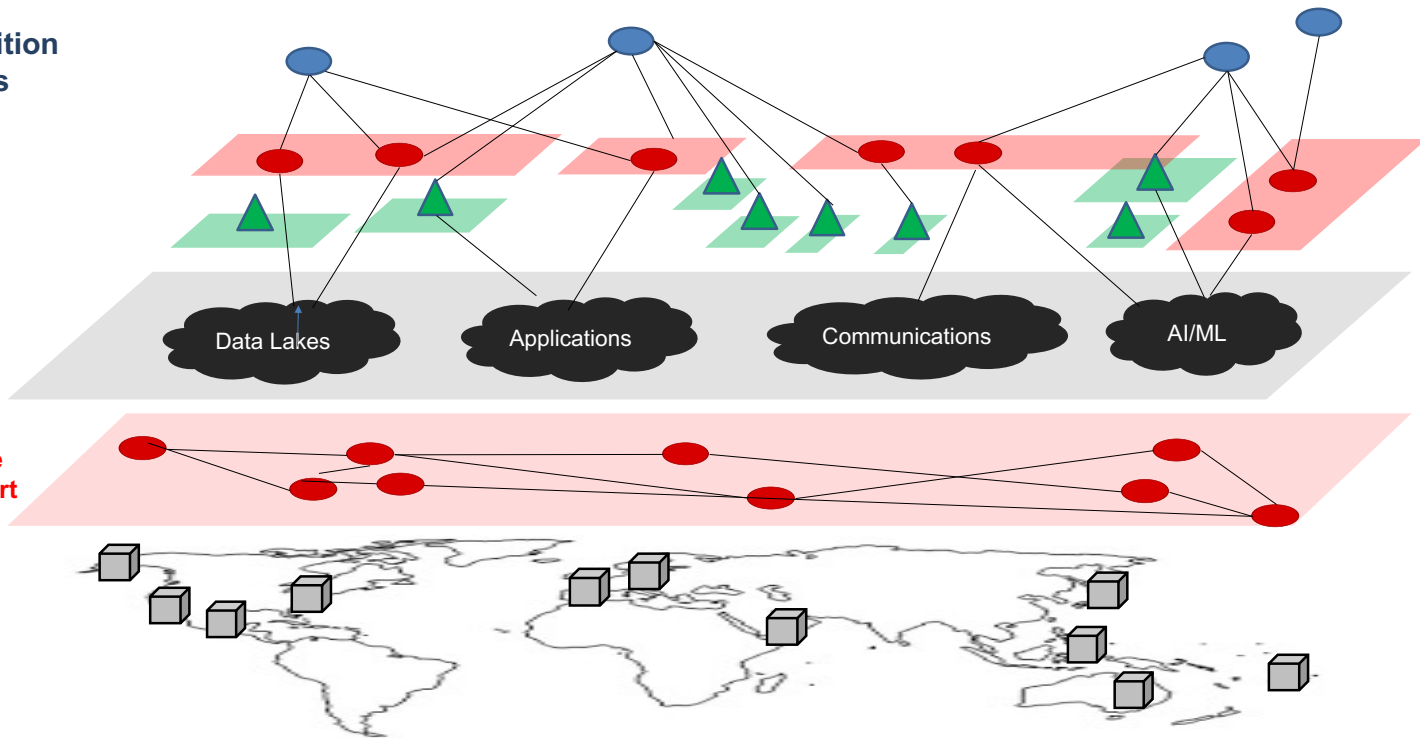 ition
s
Data Lakes
Applications
Communications
AI/ML
e
rt